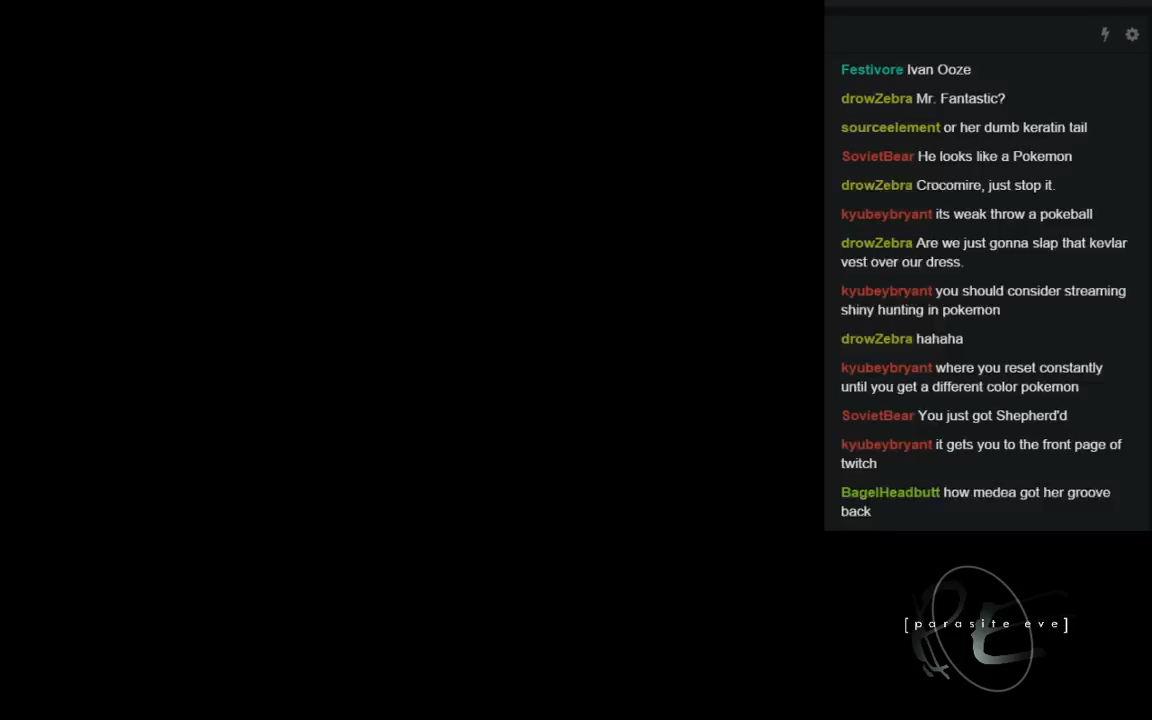 Festivore Ivan Ooze
drowZebra Mr. Fantastic?
sourceelement or her dumb keratin tail
SovietBear He looks like a Pokemon
drowZebra Crocomire, just stop it.
kyubeybryant its weak throw a pokeball
drowZebra Are we just gonna slap that kevlar
vest over our dress.
kyubeybryant you should consider streaming
shiny hunting in pokemon
drowZebra hahaha
kyubeybryant where you reset constantly
until you get a different color pokemon
SovietBear You just got Shepherd'd
kyubeybryant it gets you to the front page of
twitch
BagelHeadbutt how medea got her groove
back
[parasite eve]
PE